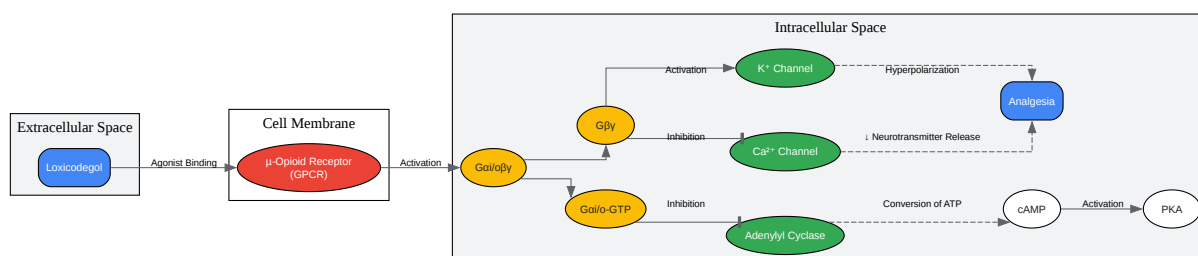 Intracellular Space
Extracellular Space
Cell Membrane
Loxicodegol
Agonist Binding
μ-Opioid Receptor
(GPCR)
Activation
Gαi/oβγ
Gβγ
Activation
K⁺ Channel
Hyperpolarization
Analgesia
Inhibition
Ca²⁺ Channel
↓ Neurotransmitter Release
Gαi/o-GTP
Inhibition
Adenylyl Cyclase
Conversion of ATP
cAMP
Activation
PKA